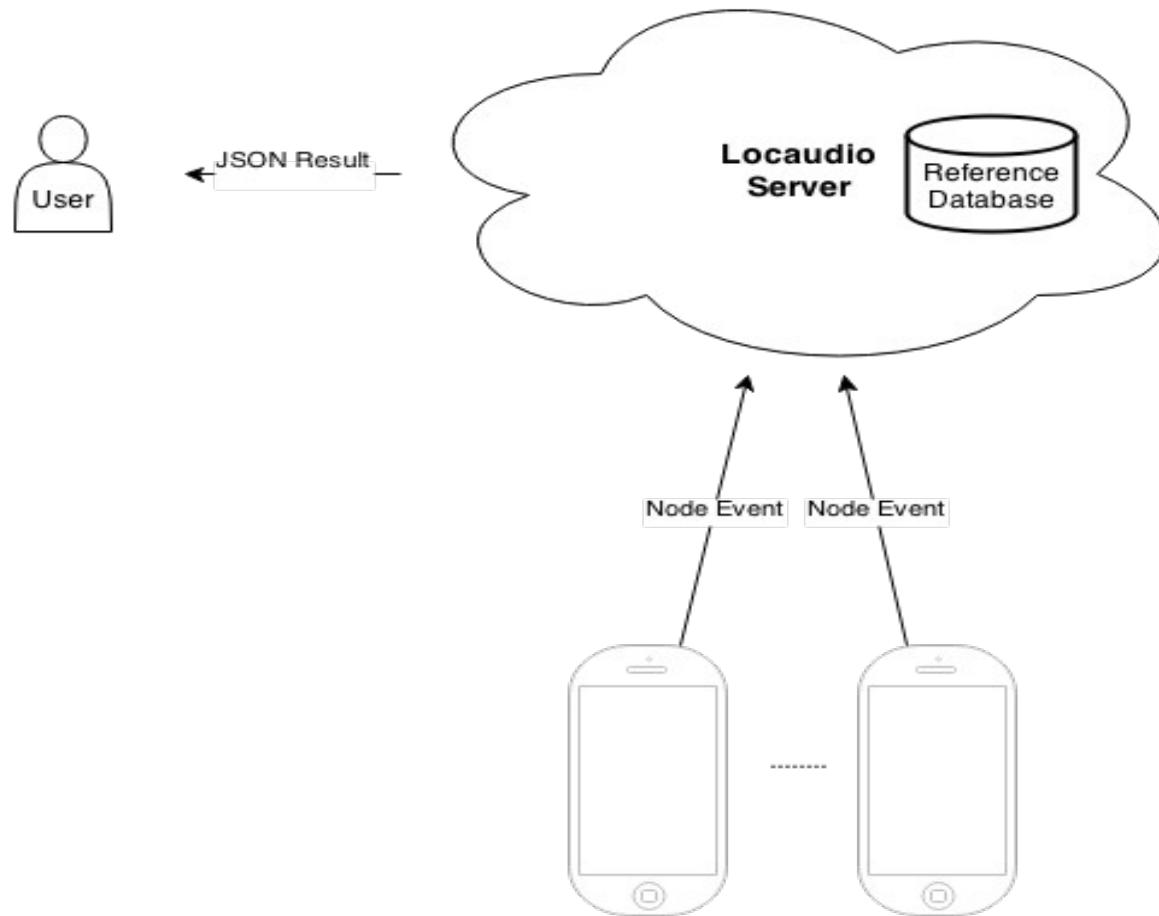 Locaudio
Server
Reference
Database
JSON Result
User
Node Event
Node Event